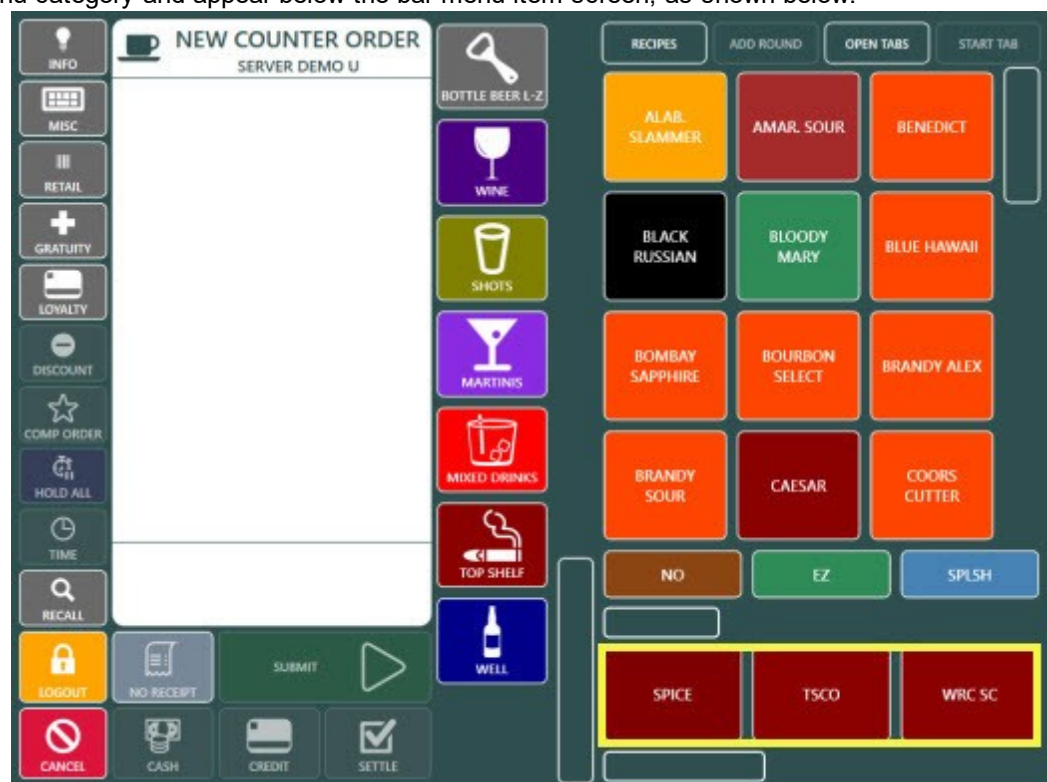 and category and appear below the bar menu item screen, as shown below.
INFO
MISC
RETAIL
GRATUITY
LOYALTY
DISCOUNT
COMP ORDER
HOLD ALL
TIME
RECALL
LOGOUT
CANCEL
NEW COUNTER ORDER
SERVER DEMO U
NO RECEIPT
SUBMIT
CASH
CREDIT
SETTLE
BOTTLE BEER L-Z
WINE
SHOTS
MARTINIS
MIXED DRINKS
TOP SHELF
WELL
RECIPES
ADD ROUND
OPEN TABS
START TAB
ALAB.
SLAMMER
AMAR. SOUR
BENEDICT
BLACK
RUSSIAN
BLOODY
MARY
BLUE HAWAII
BOMBAY
SAPPHIRE
BOURBON
SELECT
BRANDY ALEX
BRANDY
SOUR
CAESAR
COORS
CUTTER
NO
EZ
SPLSH
SPICE
TSCO
WRC SC